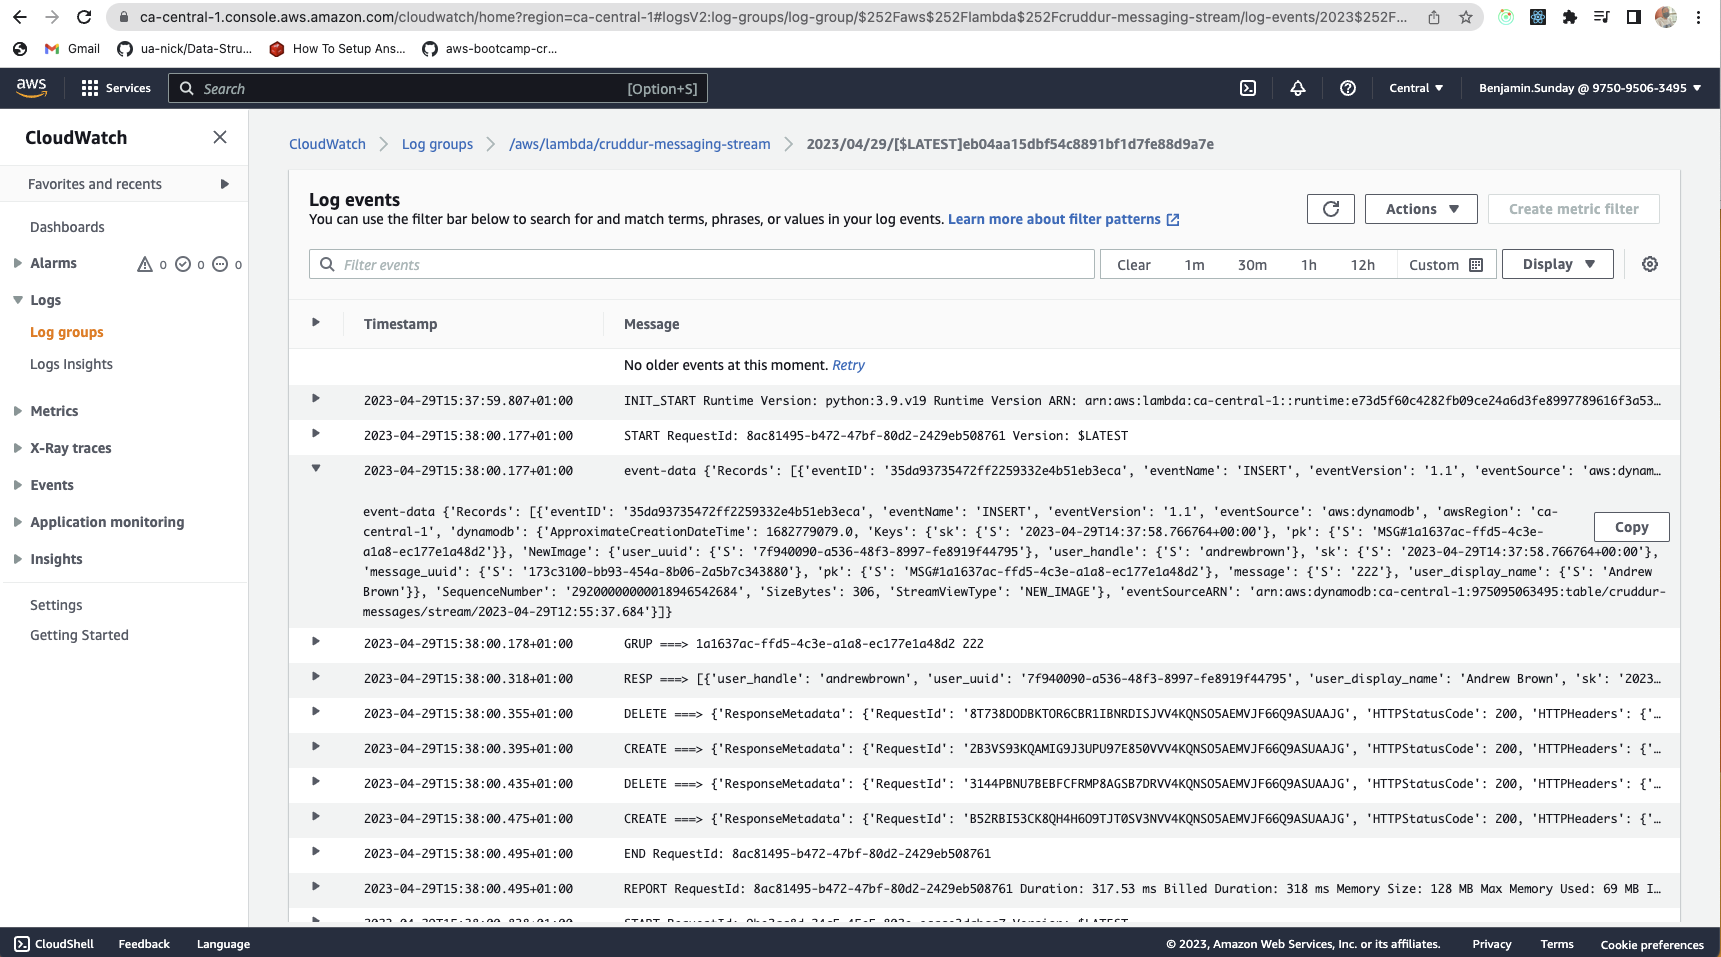 ca-central-1.console.aws.amazon.com/cloudwatch/home?region=ca-central-1#logsV2:log-groups/log-group/$252Faws$252Flambda$252Fcruddur-messaging-stream/log-events/2023$252F...
Gmail ua-nick/Data-Stru... How To Setup Ans... aws-bootcamp-cr...
aws Services Search [Option+S] Central Benjamin.Sunday @ 9750-9506-3495
CloudWatch
Favorites and recents
Dashboards
Alarms 0 0 0
Logs
Log groups
Logs Insights
Metrics
X-Ray traces
Events
Application monitoring
Insights
Settings
Getting Started
CloudWatch Log groups /aws/lambda/cruddur-messaging-stream 2023/04/29/[$LATEST]eb04aa15dbf54c8891bf1d7fe88d9a7e
Log events
You can use the filter bar below to search for and match terms, phrases, or values in your log events. Learn more about filter patterns
Actions Create metric filter
Filter events Clear 1m 30m 1h 12h Custom Display
Timestamp Message
No older events at this moment. Retry
2023-04-29T15:37:59.807+01:00 INIT_START Runtime Version: python:3.9.v19 Runtime Version ARN: arn:aws:lambda:ca-central-1::runtime:e73d5f60c4282fb09ce24a6d3fe8997789616f3a53…
2023-04-29T15:38:00.177+01:00 START RequestId: 8ac81495-b472-47bf-80d2-2429eb508761 Version: $LATEST
2023-04-29T15:38:00.177+01:00 event-data {'Records': [{'eventID': '35da93735472ff2259332e4b51eb3eca', 'eventName': 'INSERT', 'eventVersion': '1.1', 'eventSource': 'aws:dynam…
event-data {'Records': [{'eventID': '35da93735472ff2259332e4b51eb3eca', 'eventName': 'INSERT', 'eventVersion': '1.1', 'eventSource': 'aws:dynamodb', 'awsRegion': 'ca-
central-1', 'dynamodb': {'ApproximateCreationDateTime': 1682779079.0, 'Keys': {'sk': {'S': '2023-04-29T14:37:58.766764+00:00'}, 'pk': {'S': 'MSG#1a1637ac-ffd5-4c3e-
a1a8-ec177e1a48d2'}}, 'NewImage': {'user_uuid': {'S': '7f940090-a536-48f3-8997-fe8919f44795'}, 'user_handle': {'S': 'andrewbrown'}, 'sk': {'S': '2023-04-29T14:37:58.766764+00:00'},
'message_uuid': {'S': '173c3100-bb93-454a-8b06-2a5b7c343880'}, 'pk': {'S': 'MSG#1a1637ac-ffd5-4c3e-a1a8-ec177e1a48d2'}, 'message': {'S': '222'}, 'user_display_name': {'S': 'Andrew
Brown'}}, 'SequenceNumber': '29200000000018946542684', 'SizeBytes': 306, 'StreamViewType': 'NEW_IMAGE'}, 'eventSourceARN': 'arn:aws:dynamodb:ca-central-1:975095063495:table/cruddur-
messages/stream/2023-04-29T12:55:37.684'}]}
Copy
2023-04-29T15:38:00.178+01:00 GRUP ===> 1a1637ac-ffd5-4c3e-a1a8-ec177e1a48d2 222
2023-04-29T15:38:00.318+01:00 RESP ===> [{'user_handle': 'andrewbrown', 'user_uuid': '7f940090-a536-48f3-8997-fe8919f44795', 'user_display_name': 'Andrew Brown', 'sk': '2023…
2023-04-29T15:38:00.355+01:00 DELETE ===> {'ResponseMetadata': {'RequestId': '8T738DODBKTOR6CBR1IBNRDISJVV4KQNSO5AEMVJF66Q9ASUAAJG', 'HTTPStatusCode': 200, 'HTTPHeaders': {'…
2023-04-29T15:38:00.395+01:00 CREATE ===> {'ResponseMetadata': {'RequestId': '2B3VS93KQAMIG9J3UPU97E850VVV4KQNSO5AEMVJF66Q9ASUAAJG', 'HTTPStatusCode': 200, 'HTTPHeaders': {'…
2023-04-29T15:38:00.435+01:00 DELETE ===> {'ResponseMetadata': {'RequestId': '3144PBNU7BEBFCFRMP8AGSB7DRVV4KQNSO5AEMVJF66Q9ASUAAJG', 'HTTPStatusCode': 200, 'HTTPHeaders': {'…
2023-04-29T15:38:00.475+01:00 CREATE ===> {'ResponseMetadata': {'RequestId': 'B52RBI53CK8QH4H6O9TJT0SV3NVV4KQNSO5AEMVJF66Q9ASUAAJG', 'HTTPStatusCode': 200, 'HTTPHeaders': {'…
2023-04-29T15:38:00.495+01:00 END RequestId: 8ac81495-b472-47bf-80d2-2429eb508761
2023-04-29T15:38:00.495+01:00 REPORT RequestId: 8ac81495-b472-47bf-80d2-2429eb508761 Duration: 317.53 ms Billed Duration: 318 ms Memory Size: 128 MB Max Memory Used: 69 MB I…
CloudShell Feedback Language © 2023, Amazon Web Services, Inc. or its affiliates. Privacy Terms Cookie preferences